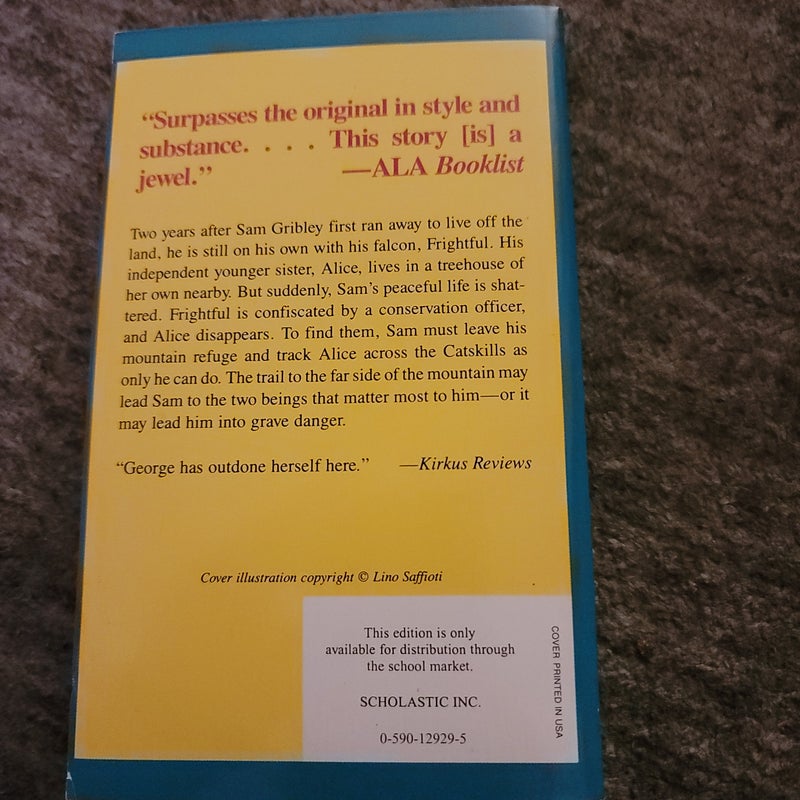 “Surpasses the original in style and
substance. . . . This story [is] a
jewel.” —ALA Booklist
Two years after Sam Gribley first ran away to live off the
land, he is still on his own with his falcon, Frightful. His
independent younger sister, Alice, lives in a treehouse of
her own nearby. But suddenly, Sam’s peaceful life is shat-
tered. Frightful is confiscated by a conservation officer,
and Alice disappears. To find them, Sam must leave his
mountain refuge and track Alice across the Catskills as
only he can do. The trail to the far side of the mountain may
lead Sam to the two beings that matter most to him—or it
may lead him into grave danger.
“George has outdone herself here.” —Kirkus Reviews
Cover illustration copyright © Lino Saffioti
This edition is only
available for distribution through
the school market.
SCHOLASTIC INC.
0-590-12929-5
COVER PRINTED IN USA